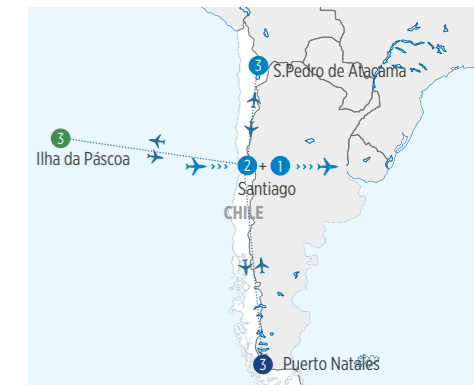 3
S.Pedro de Atacama
3
Ilha da Páscoa
2 + 1
Santiago
CHILE
3
Puerto Natales